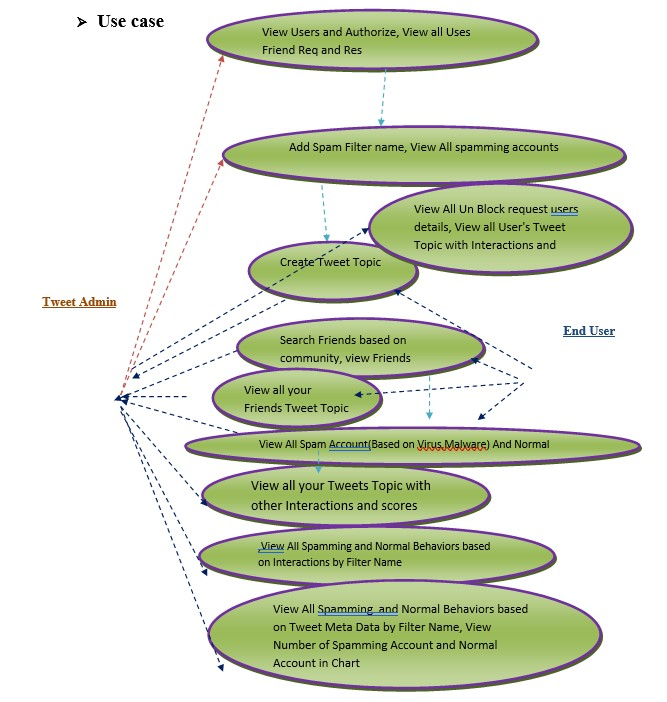 ➢ Use case
View Users and Authorize, View all Uses
Friend Req and Res
Add Spam Filter name, View All spamming accounts
View All Un Block request users
details, View all User's Tweet
Topic with Interactions and
Create Tweet Topic
Tweet Admin
End User
Search Friends based on
community, view Friends
View all your
Friends Tweet Topic
View All Spam Account(Based on Virus,Malware) And Normal
View all your Tweets Topic with
other Interactions and scores
,View All Spamming and Normal Behaviors based
on Interactions by Filter Name
View All Spamming and Normal Behaviors based
on Tweet Meta Data by Filter Name, View
Number of Spamming Account and Normal
Account in Chart